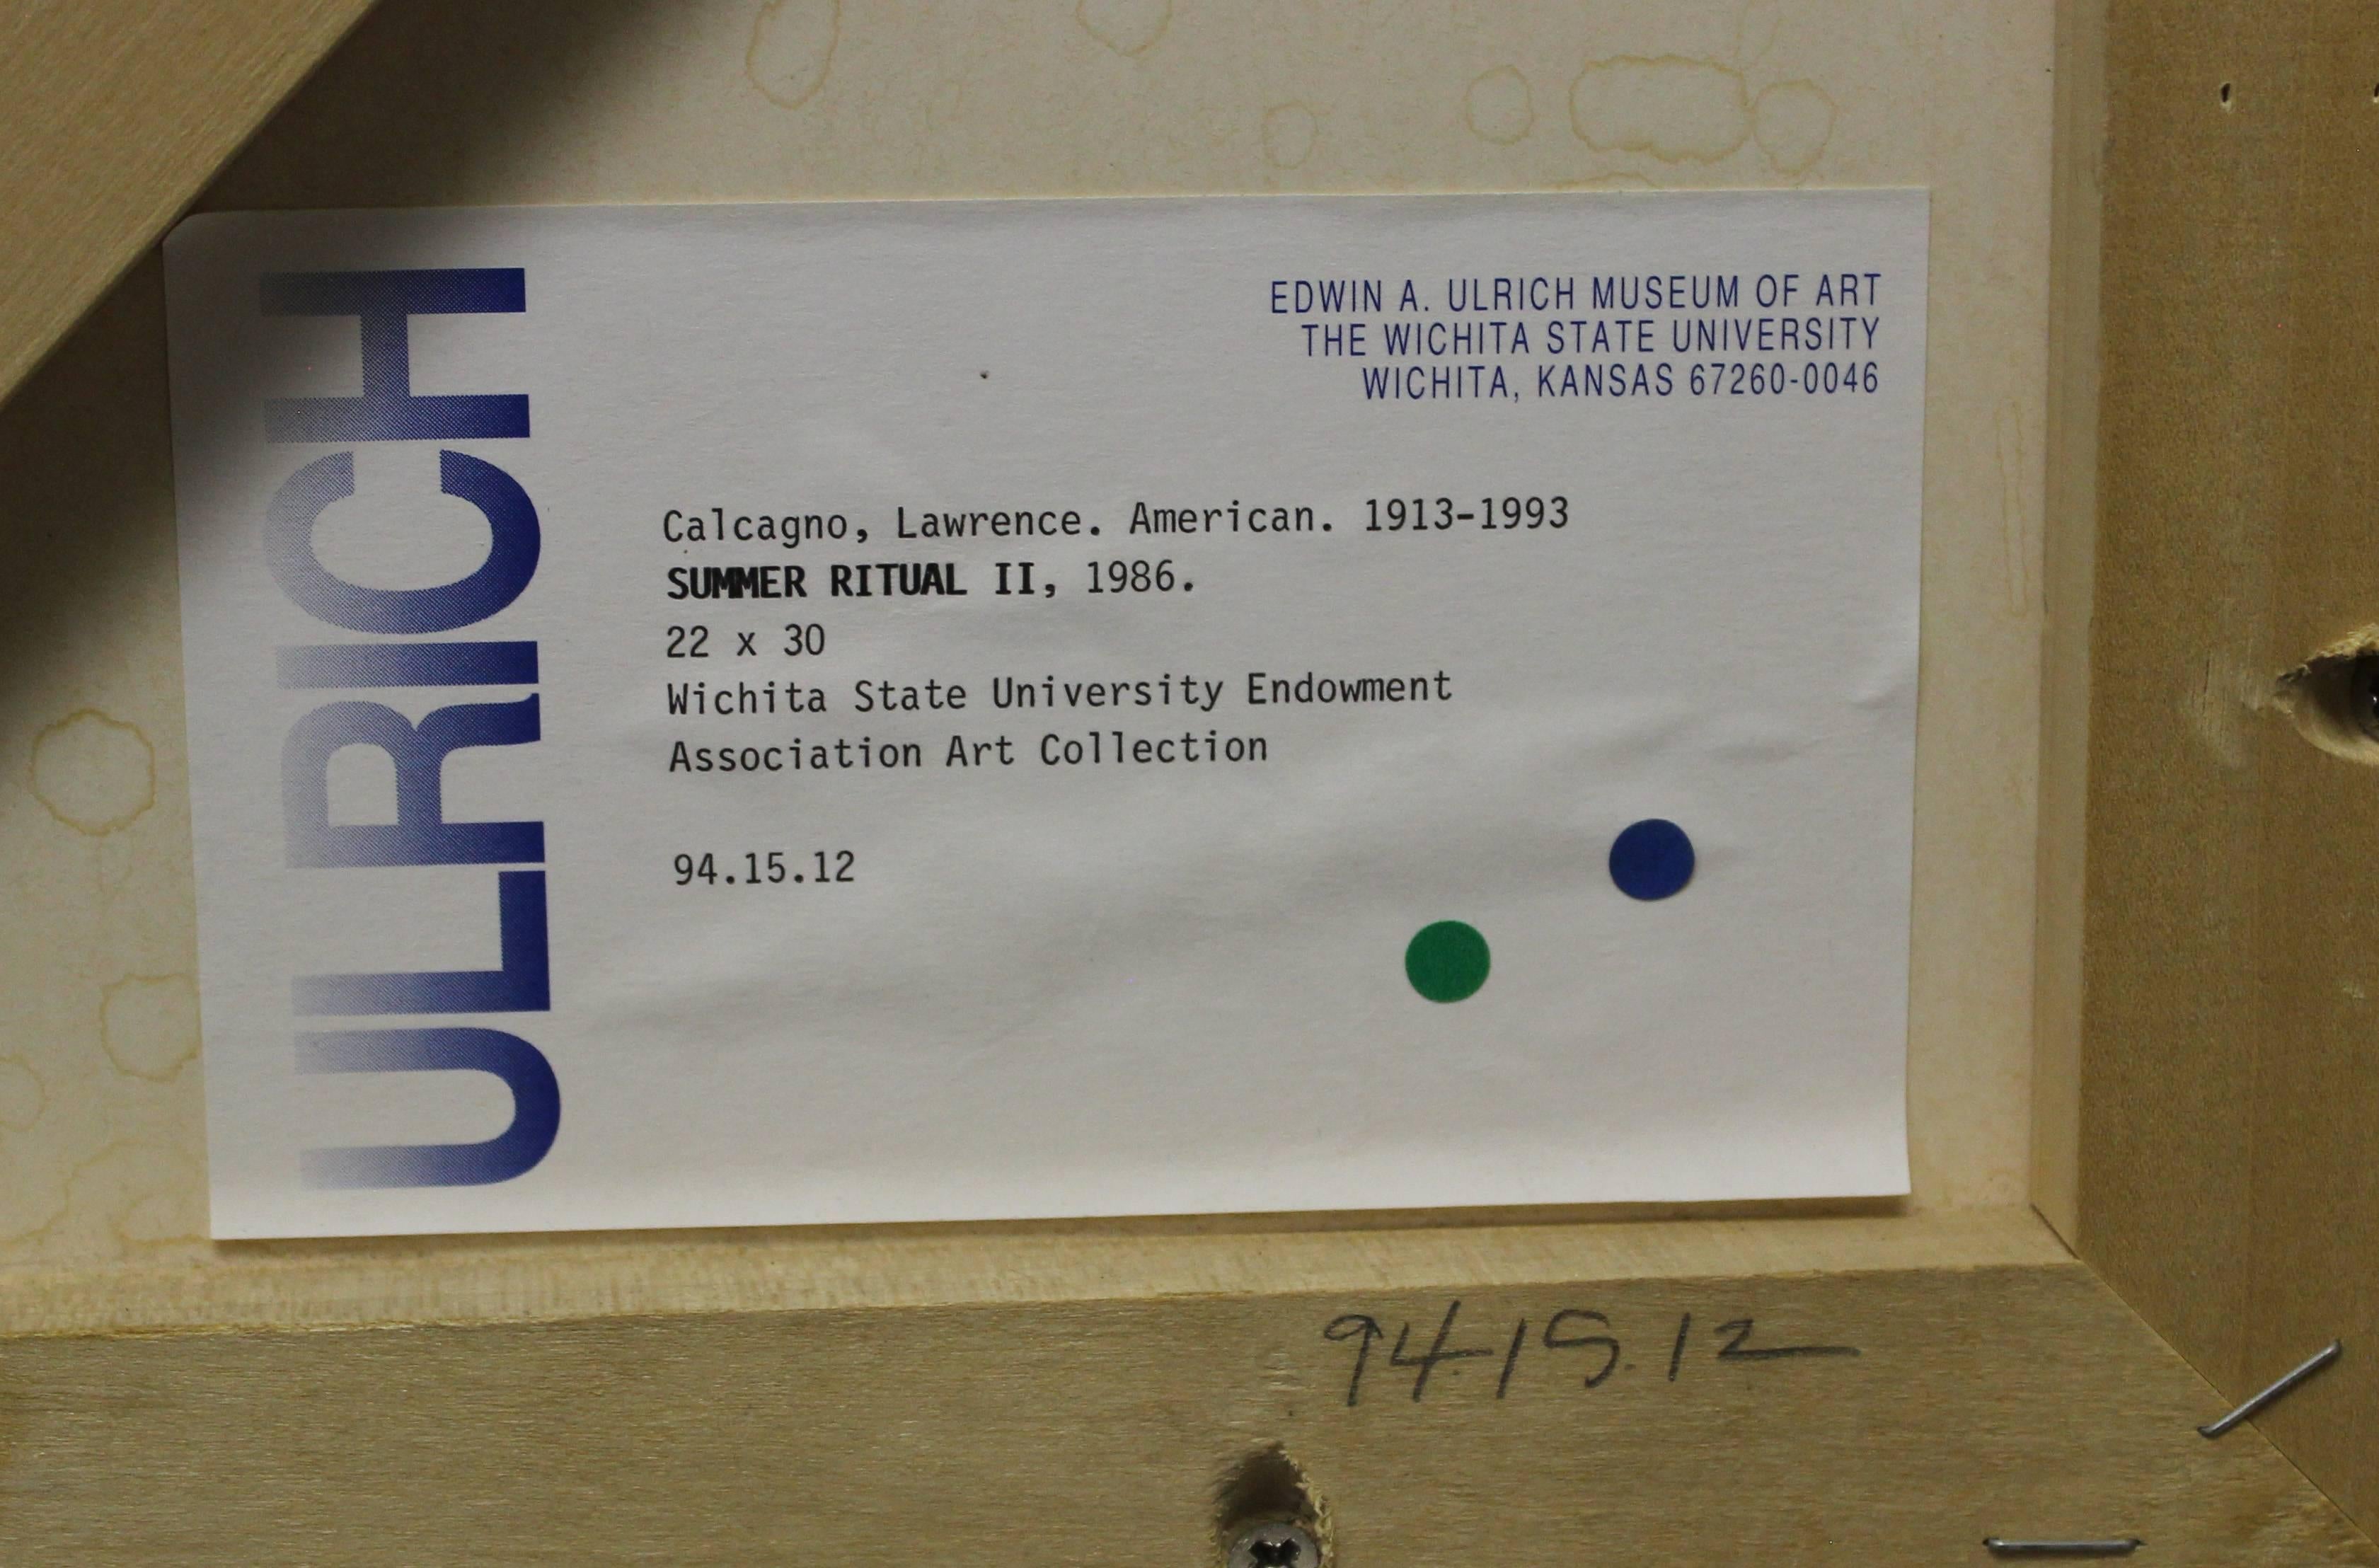 ULRICH
EDWIN A. ULRICH MUSEUM OF ART
THE WICHITA STATE UNIVERSITY
WICHITA, KANSAS 67260-0046
Calcagno, Lawrence. American. 1913-1993
SUMMER RITUAL II, 1986.
22 x 30
Wichita State University Endowment
Association Art Collection
94.15.12
94.15.12